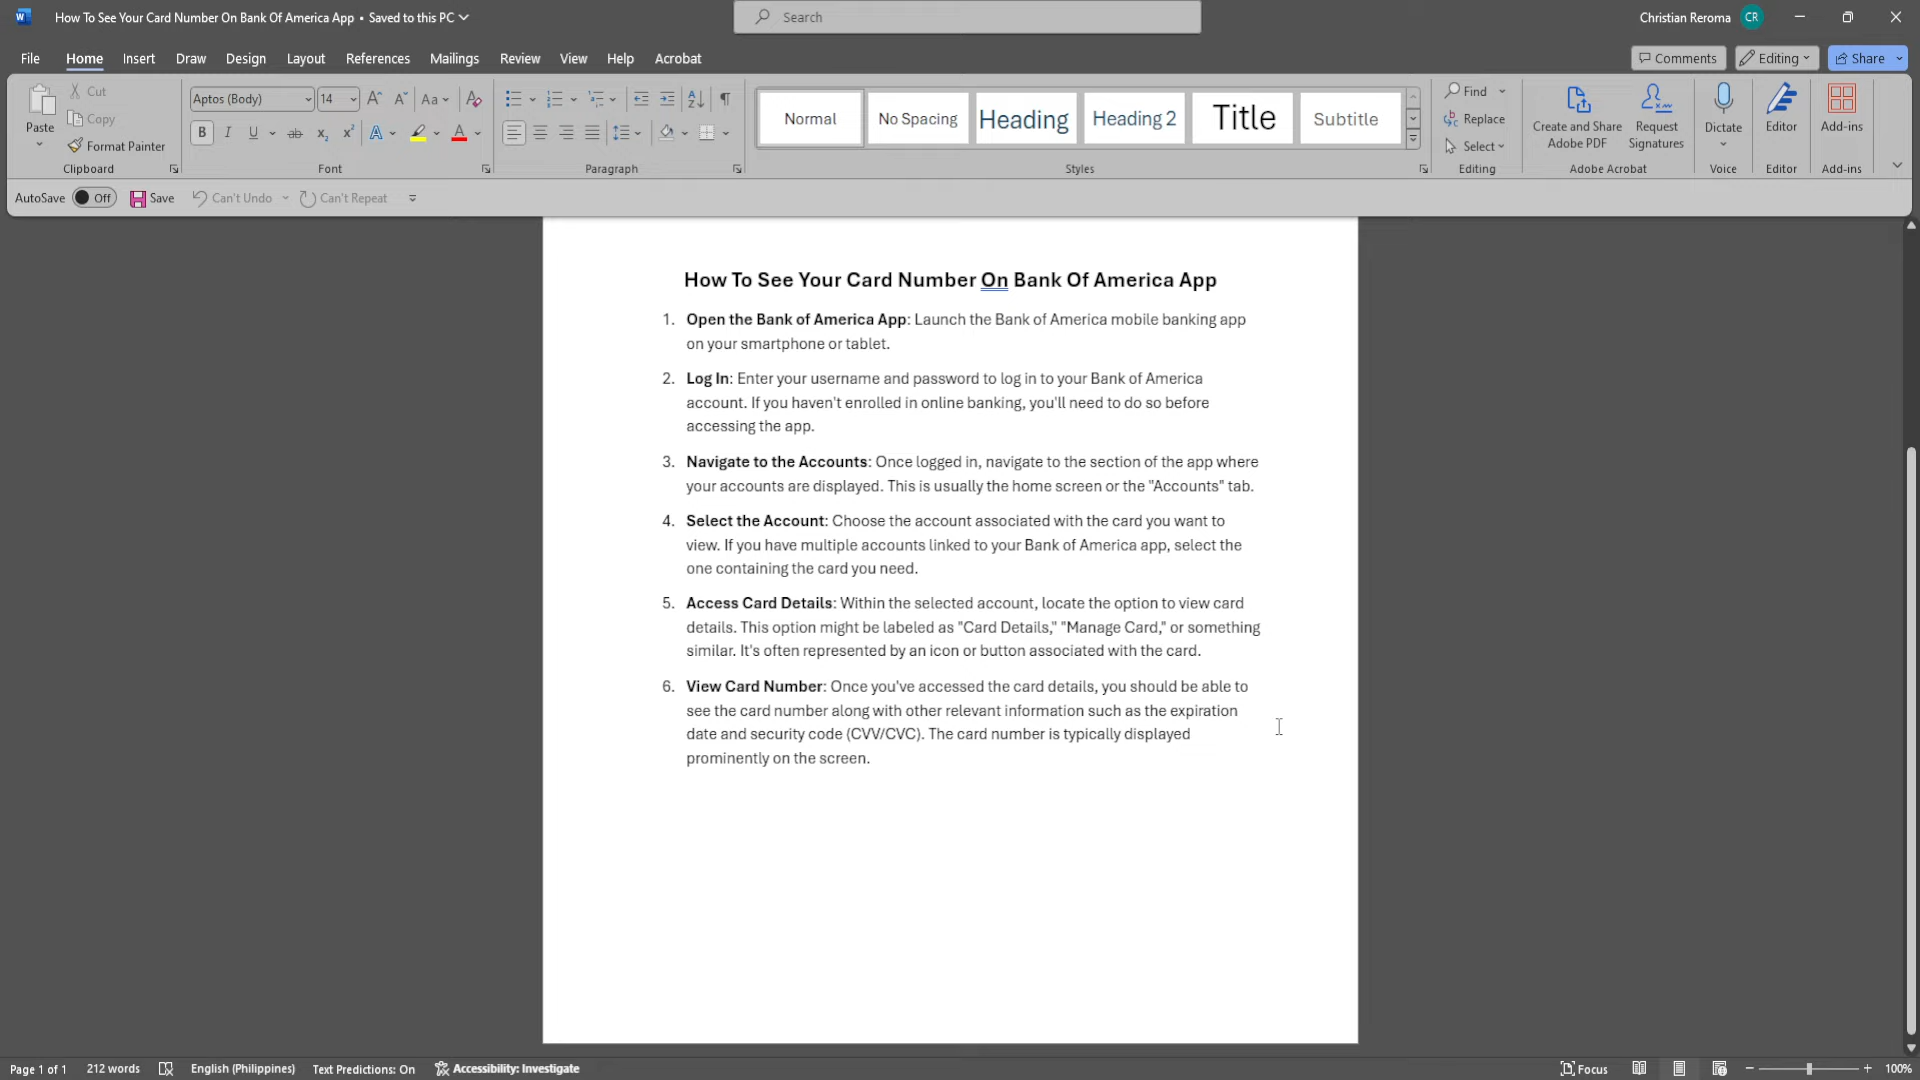 How To See Your Card Number On Bank Of America App • Saved to this PC
Search
Christian Reroma CR
File Home Insert Draw Design Layout References Mailings Review View Help Acrobat
Comments Editing Share
Paste
Cut
Copy
Format Painter
Clipboard
Aptos (Body) 14
Font
Paragraph
Normal No Spacing Heading Heading 2 Title Subtitle
Styles
Find
Replace
Select
Editing
Create and Share
Adobe PDF
Request
Signatures
Adobe Acrobat
Dictate
Voice
Editor
Editor
Add-ins
Add-ins
AutoSave Off Save Can't Undo Can't Repeat
How To See Your Card Number On Bank Of America App
1. Open the Bank of America App: Launch the Bank of America mobile banking app
on your smartphone or tablet.
2. Log In: Enter your username and password to log in to your Bank of America
account. If you haven't enrolled in online banking, you'll need to do so before
accessing the app.
3. Navigate to the Accounts: Once logged in, navigate to the section of the app where
your accounts are displayed. This is usually the home screen or the "Accounts" tab.
4. Select the Account: Choose the account associated with the card you want to
view. If you have multiple accounts linked to your Bank of America app, select the
one containing the card you need.
5. Access Card Details: Within the selected account, locate the option to view card
details. This option might be labeled as "Card Details," "Manage Card," or something
similar. It's often represented by an icon or button associated with the card.
6. View Card Number: Once you've accessed the card details, you should be able to
see the card number along with other relevant information such as the expiration
date and security code (CVV/CVC). The card number is typically displayed
prominently on the screen.
Page 1 of 1 212 words English (Philippines) Text Predictions: On Accessibility: Investigate
Focus 100%